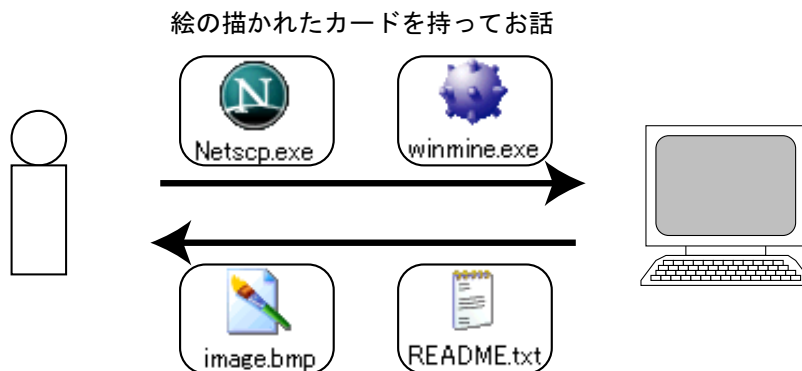 絵の描かれたカードを持ってお話
N
Netscp.exe
winmine.exe
image.bmp
README.txt